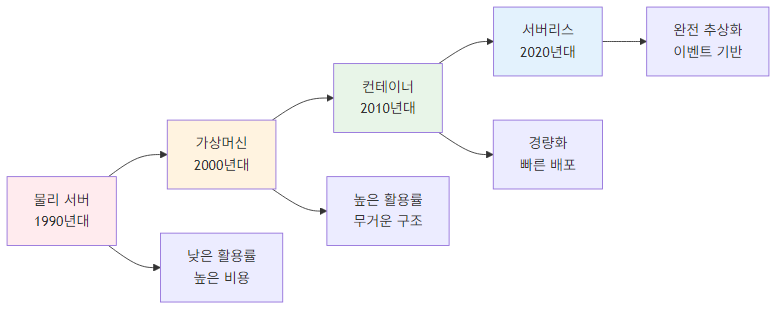 서버리스
2020년대
완전 추상화
이벤트 기반
컨테이너
2010년대
가상머신
2000년대
경량화
빠른 배포
물리 서버
1990년대
높은 활용률
무거운 구조
낮은 활용률
높은 비용